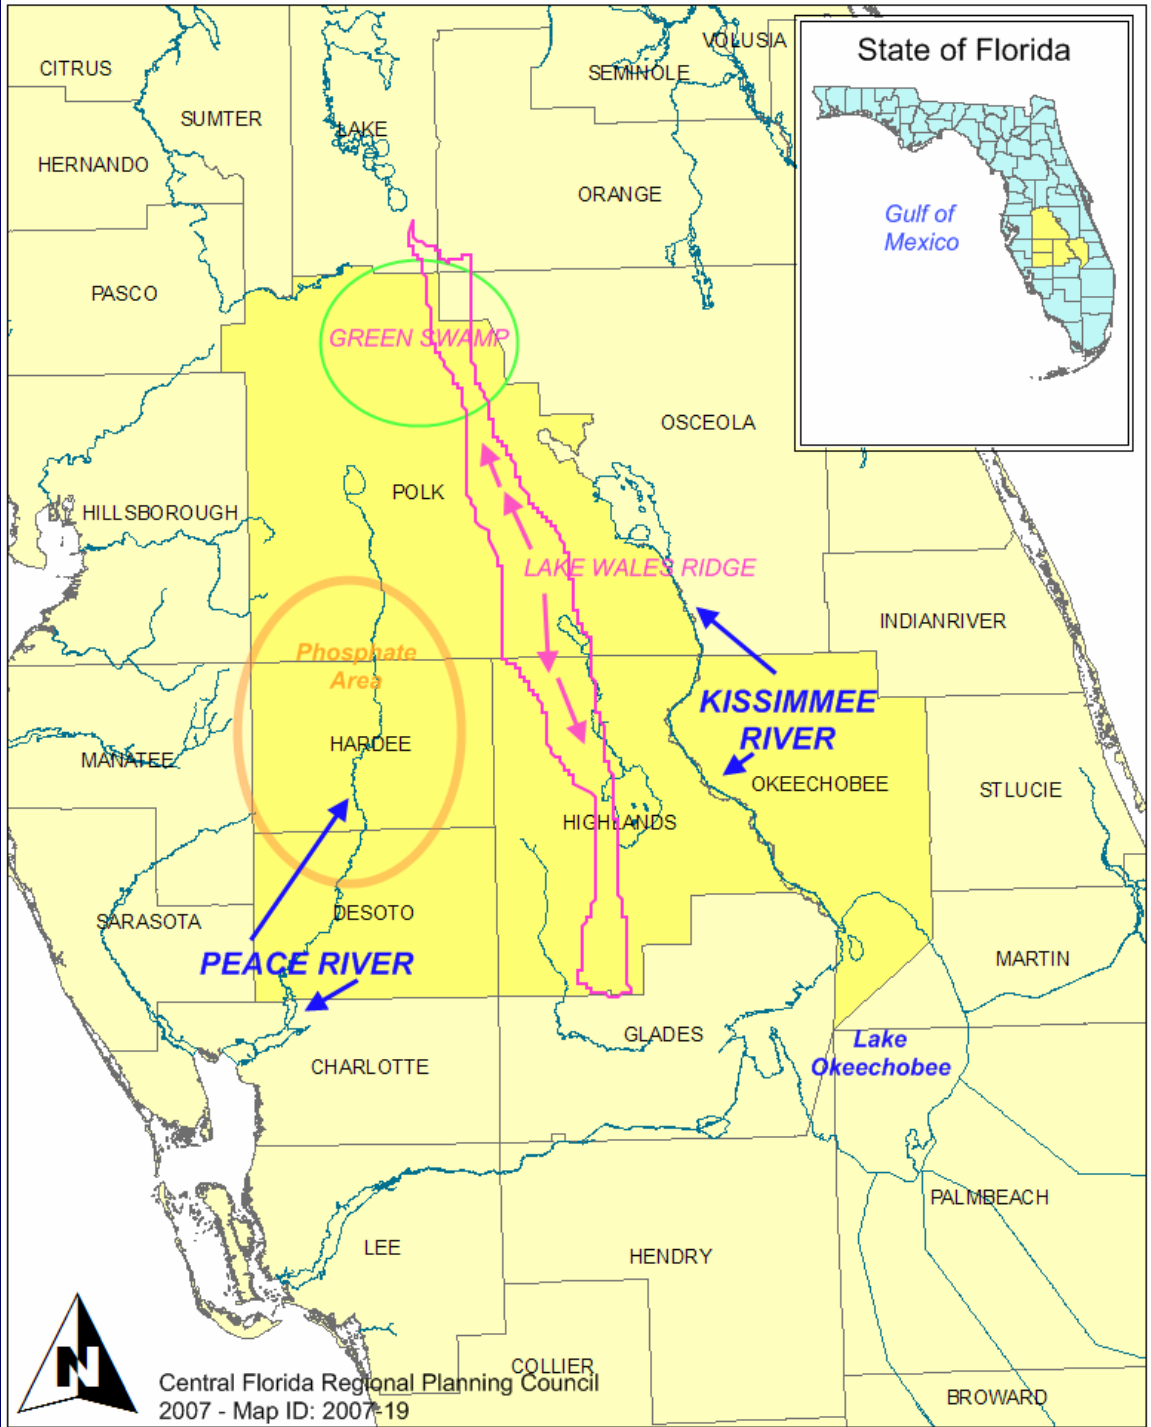 VOLUSIA
State of Florida
CITRUS
SEMINOLE
SUMTER
LAKE
HERNANDO
ORANGE
Gulf of
Mexico
PASCO
GREEN SWAMP
OSCEOLA
POLK
HILLSBOROUGH
LAKE WALES RIDGE
INDIANRIVER
Phosphate
Area
KISSIMMEE
RIVER
HARDEE
MANATEE
OKEECHOBEE
STLUCIE
HIGHLANDS
DESOTO
SARASOTA
PEACE RIVER
MARTIN
GLADES
Lake
Okeechobee
CHARLOTTE
PALMBEACH
LEE
HENDRY
N
COLLIER
Central Florida Regional Planning Council
2007 - Map ID: 2007-19
BROWARD